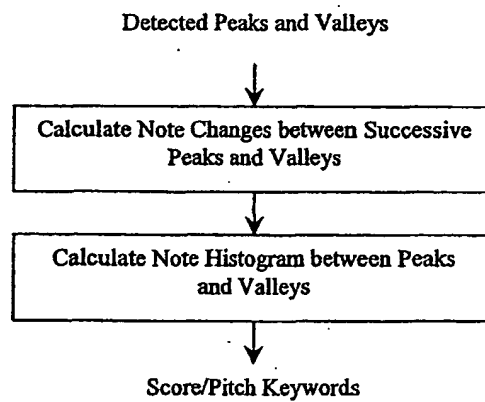 Detected Peaks and Valleys
Calculate Note Changes between Successive
Peaks and Valleys
Calculate Note Histogram between Peaks
and Valleys
Score/Pitch Keywords